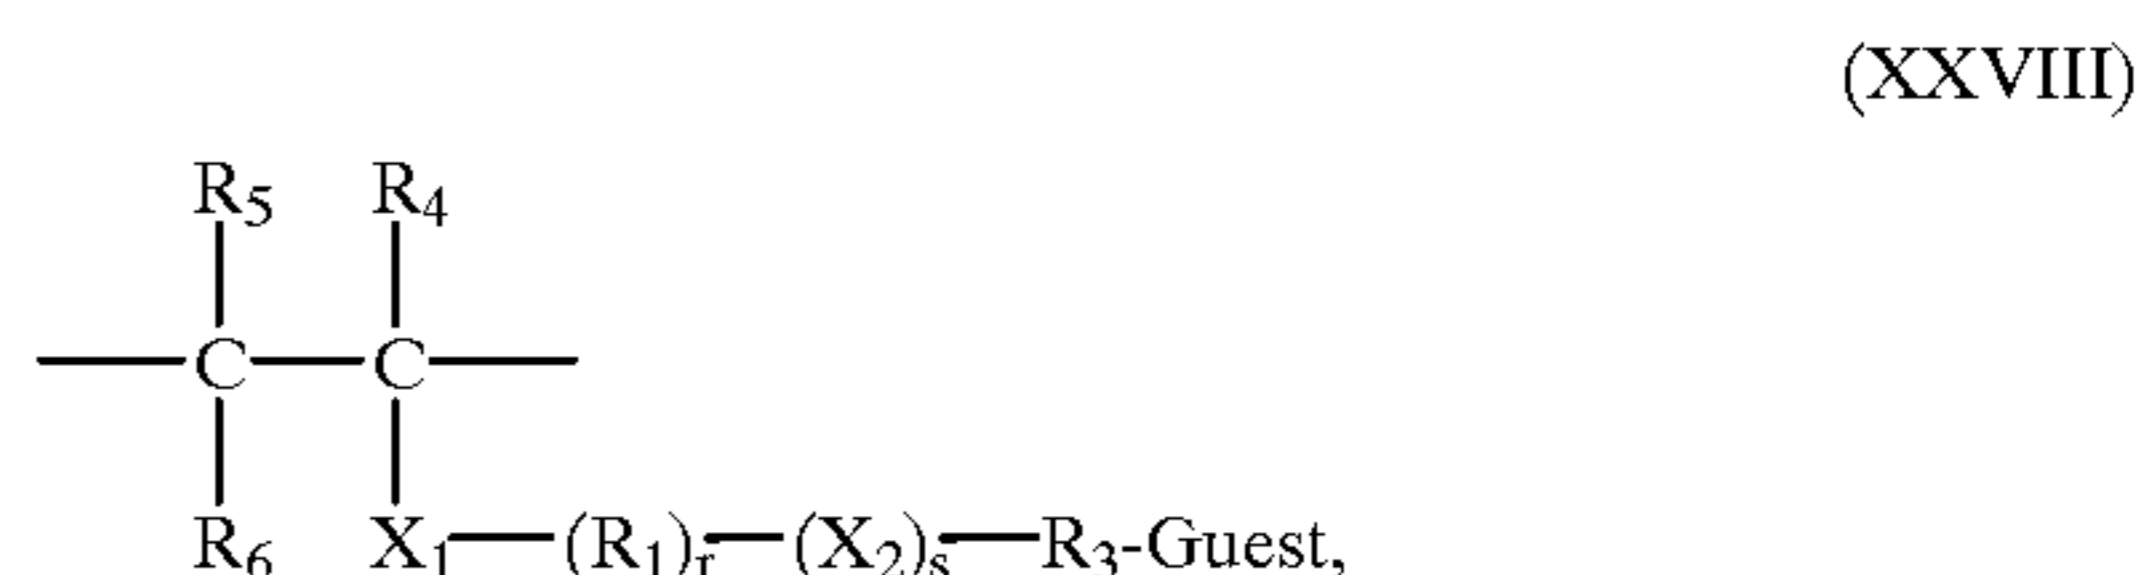 (XXVIII)
R₅ R₄
C C
R₆ X₁—(R₁)ᵣ—(X₂)ₛ—R₃-Guest,